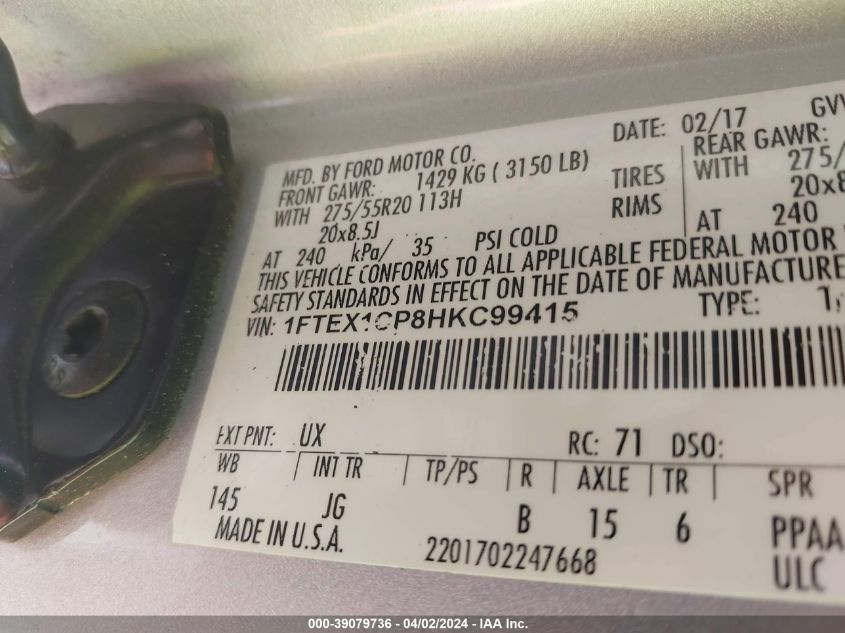 DATE: 02/17 GV
MFD. BY FORD MOTOR CO.
FRONT GAWR: 1429 KG ( 3150 LB) REAR GAWR:
WITH 275/55R20 113H TIRES WITH 275/
20x8.5J RIMS 20x8
AT 240 kPa/ 35 PSI COLD AT 240
THIS VEHICLE CONFORMS TO ALL APPLICABLE FEDERAL MOTOR
SAFETY STANDARDS IN EFFECT ON THE DATE OF MANUFACTURE
VIN: 1FTEX1CP8HKC99415 TYPE:
EXT PNT: UX RC: 71 DSO:
WB | INT TR | TP/PS | R | AXLE | TR | SPR
145 JG B 15 6 PPAA
MADE IN U.S.A. 2201702247668 ULC
000-39079736 - 04/02/2024 - IAA Inc.